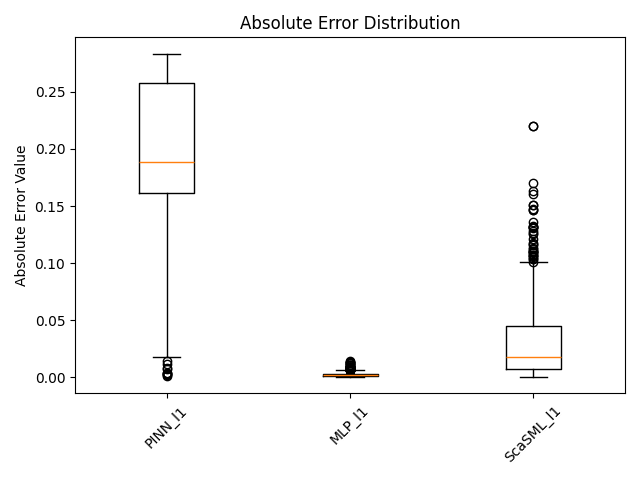 Absolute Error Distribution
Absolute Error Value
0.25
0.20
0.15
0.10
0.05
0.00
PINN_l1
MLP_l1
ScaSML_l1